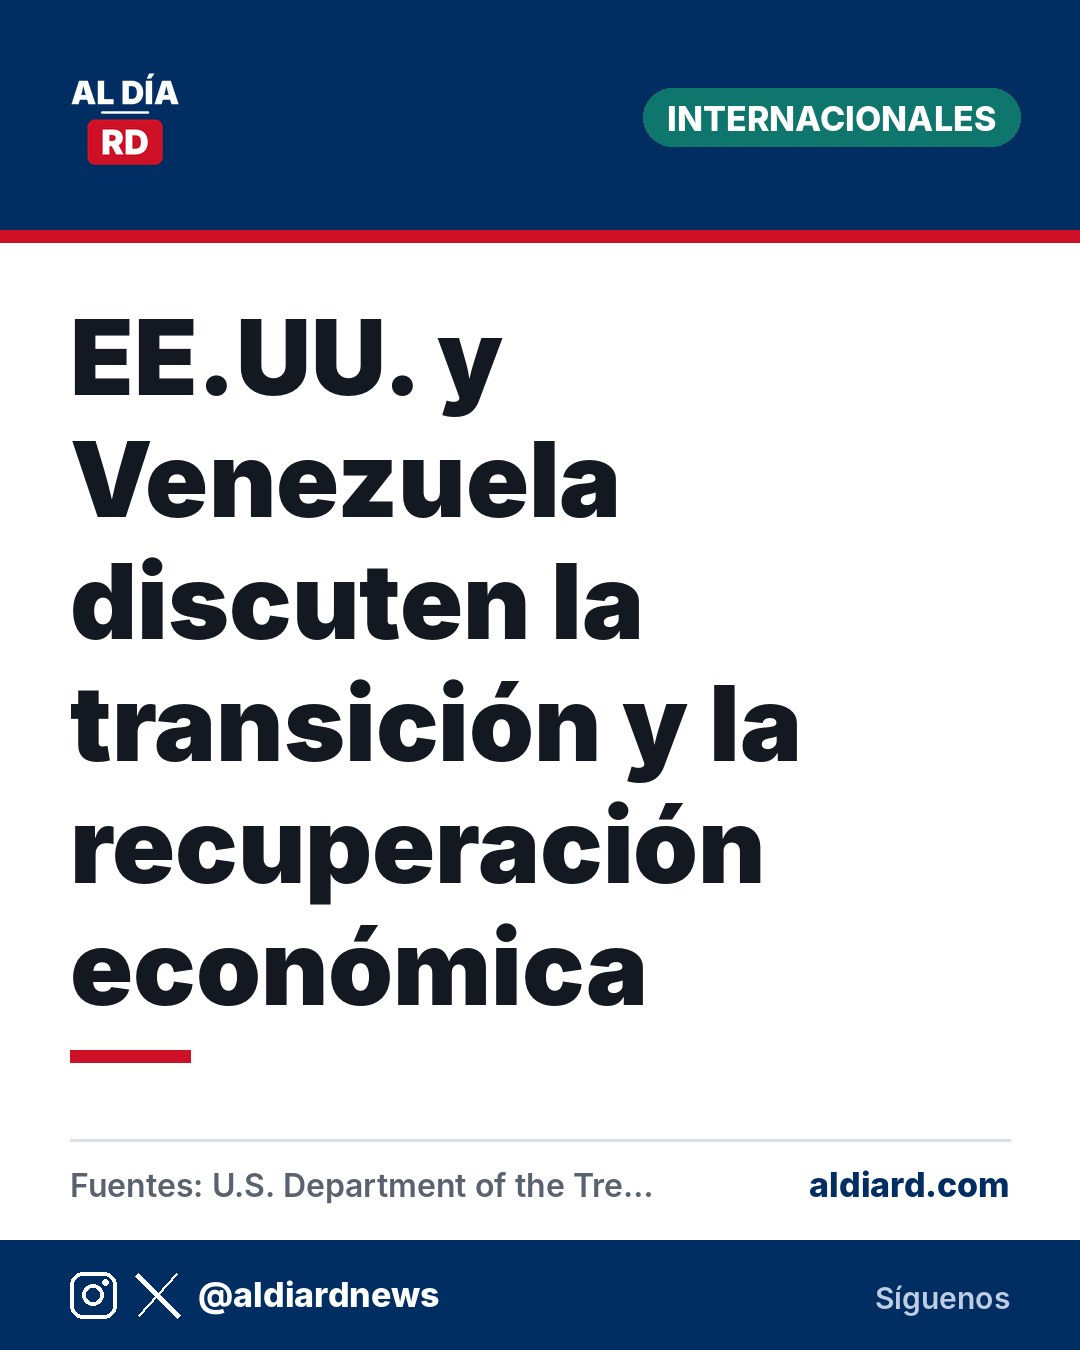 AL DÍA
RD
INTERNACIONALES
EE.UU. y
Venezuela
discuten la
transición y la
recuperación
económica
Fuentes: U.S. Department of the Tre...
aldiard.com
@aldiardnews
Síguenos